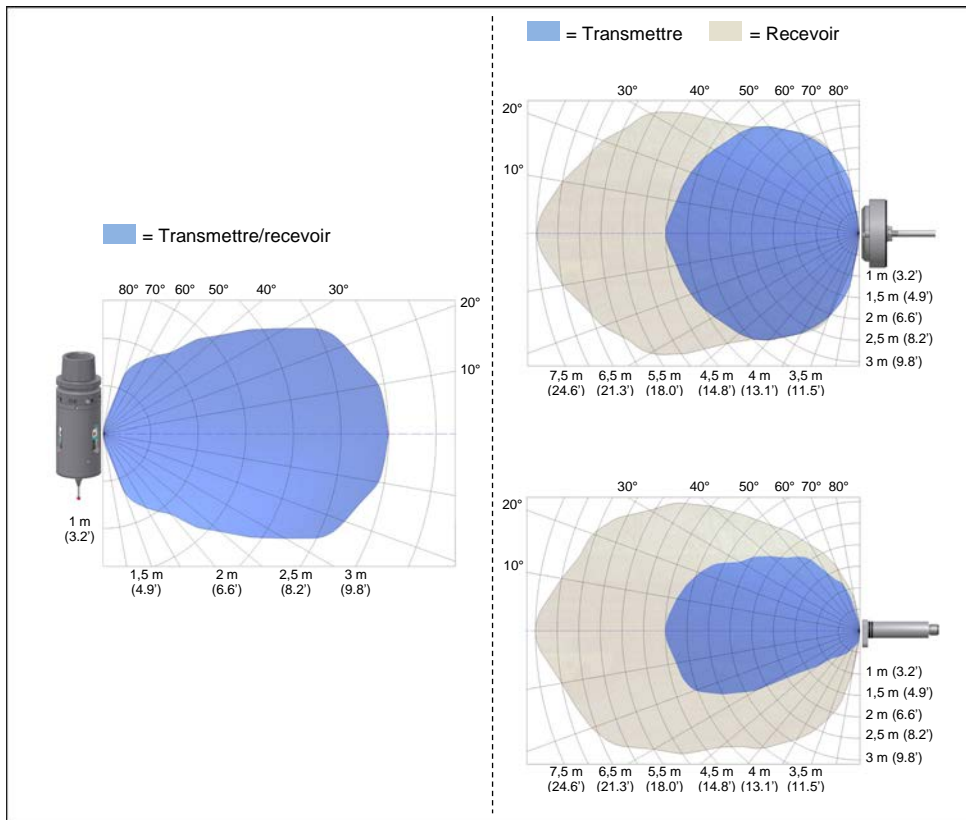 = Transmettre/recevoir
80° 70° 60° 50° 40° 30°
20°
10°
1 m
(3.2’)
1,5 m 2 m 2,5 m 3 m
(4.9’) (6.6’) (8.2’) (9.8’)
= Transmettre = Recevoir
30° 40° 50° 60° 70° 80°
20°
10°
1 m (3.2’)
1,5 m (4.9’)
2 m (6.6’)
2,5 m (8.2’)
3 m (9.8’)
7,5 m 6,5 m 5,5 m 4,5 m 4 m 3,5 m
(24.6’) (21.3’) (18.0’) (14.8’) (13.1’) (11.5’)
30° 40° 50° 60° 70° 80°
20°
10°
1 m (3.2’)
1,5 m (4.9’)
2 m (6.6’)
2,5 m (8.2’)
3 m (9.8’)
7,5 m 6,5 m 5,5 m 4,5 m 4 m 3,5 m
(24.6’) (21.3’) (18.0’) (14.8’) (13.1’) (11.5’)